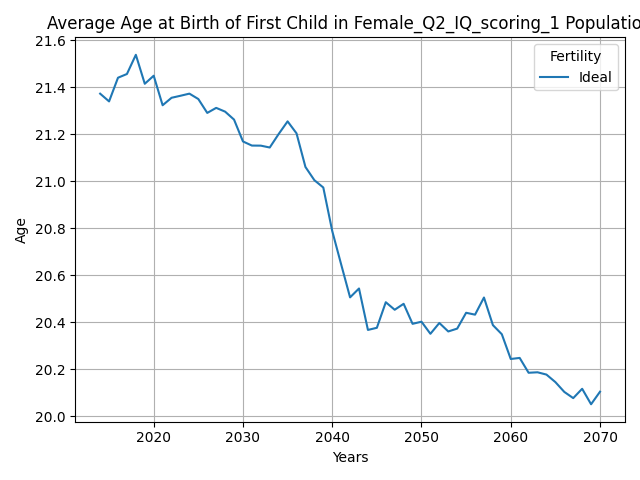 Average Age at Birth of First Child in Female_Q2_IQ_scoring_1 Populatio
Fertility
Ideal
21.6
21.4
21.2
21.0
20.8
20.6
20.4
20.2
20.0
Age
2020 2030 2040 2050 2060 2070
Years